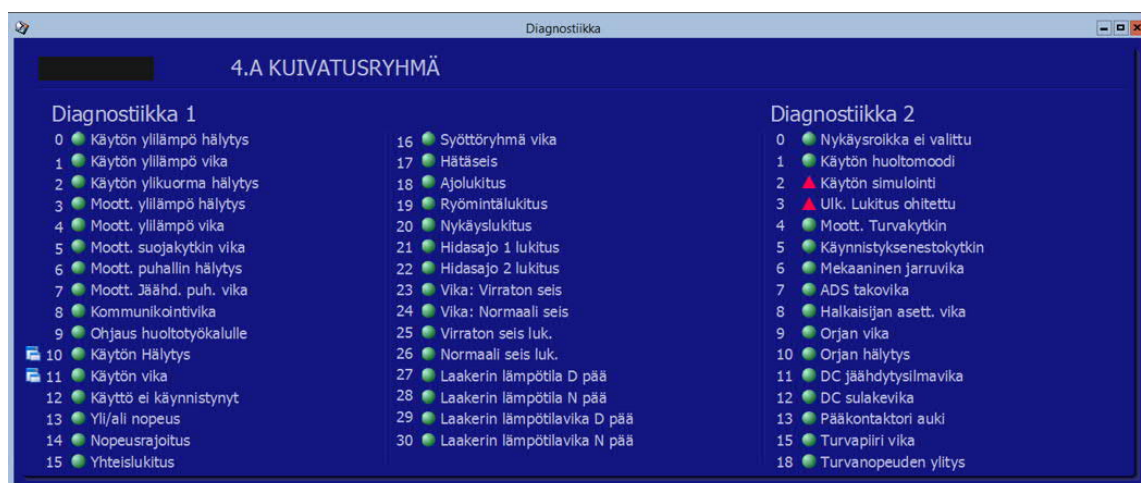 Diagnostiikka
4.A KUIVATUSRYHMÄ
Diagnostiikka 1
0 Käytön ylilämpö hälytys
1 Käytön ylilämpö vika
2 Käytön ylikuorma hälytys
3 Moott. ylilämpö hälytys
4 Moott. ylilämpö vika
5 Moott. suojakytkin vika
6 Moott. puhallin hälytys
7 Moott. Jäähd. puh. vika
8 Kommunikointivika
9 Ohjaus huoltotyökalulle
10 Käytön Hälytys
11 Käytön vika
12 Käyttö ei käynnistynyt
13 Yli/ali nopeus
14 Nopeusrajoitus
15 Yhteislukitus
16 Syöttöryhmä vika
17 Hätäseis
18 Ajolukitus
19 Ryömintälukitus
20 Nykäyslukitus
21 Hidasajo 1 lukitus
22 Hidasajo 2 lukitus
23 Vika: Virraton seis
24 Vika: Normaali seis
25 Virraton seis luk.
26 Normaali seis luk.
27 Laakerin lämpötila D pää
28 Laakerin lämpötila N pää
29 Laakerin lämpötilavika D pää
30 Laakerin lämpötilavika N pää
Diagnostiikka 2
0 Nykäysroikka ei valittu
1 Käytön huoltomoodi
2 Käytön simulointi
3 Ulk. Lukitus ohitettu
4 Moott. Turvakytkin
5 Käynnistyksenestokytkin
6 Mekaaninen jarruvika
7 ADS takovika
8 Halkaisijan asett. vika
9 Orjan vika
10 Orjan hälytys
11 DC jäähdytysilmavika
12 DC sulakevika
13 Pääkontaktori auki
15 Turvapiiri vika
18 Turvanopeuden ylitys